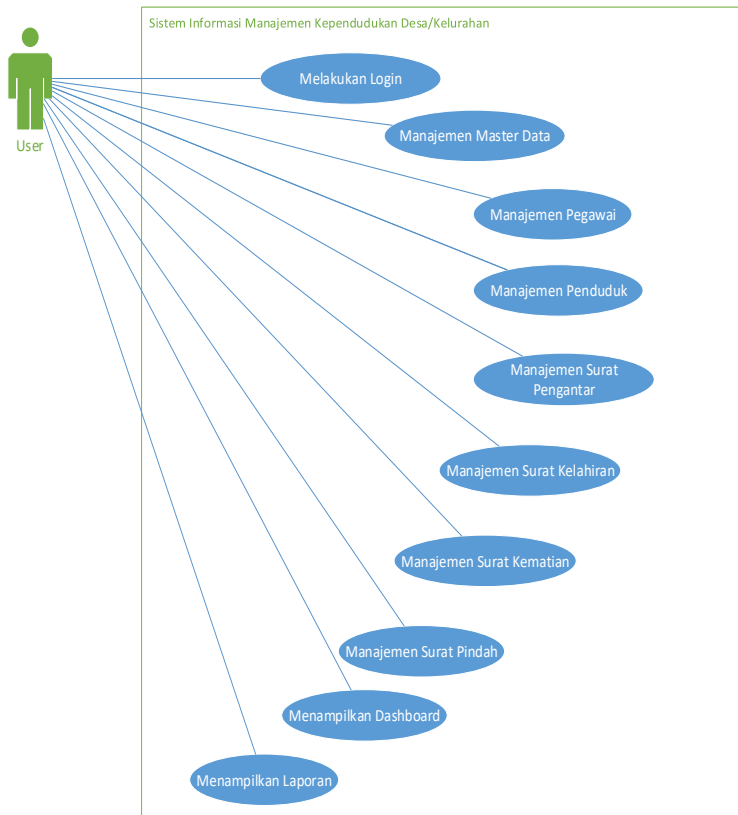 Sistem Informasi Manajemen Kependudukan Desa/Kelurahan
User
Melakukan Login
Manajemen Master Data
Manajemen Pegawai
Manajemen Penduduk
Manajemen Surat
Pengantar
Manajemen Surat Kelahiran
Manajemen Surat Kematian
Manajemen Surat Pindah
Menampilkan Dashboard
Menampilkan Laporan